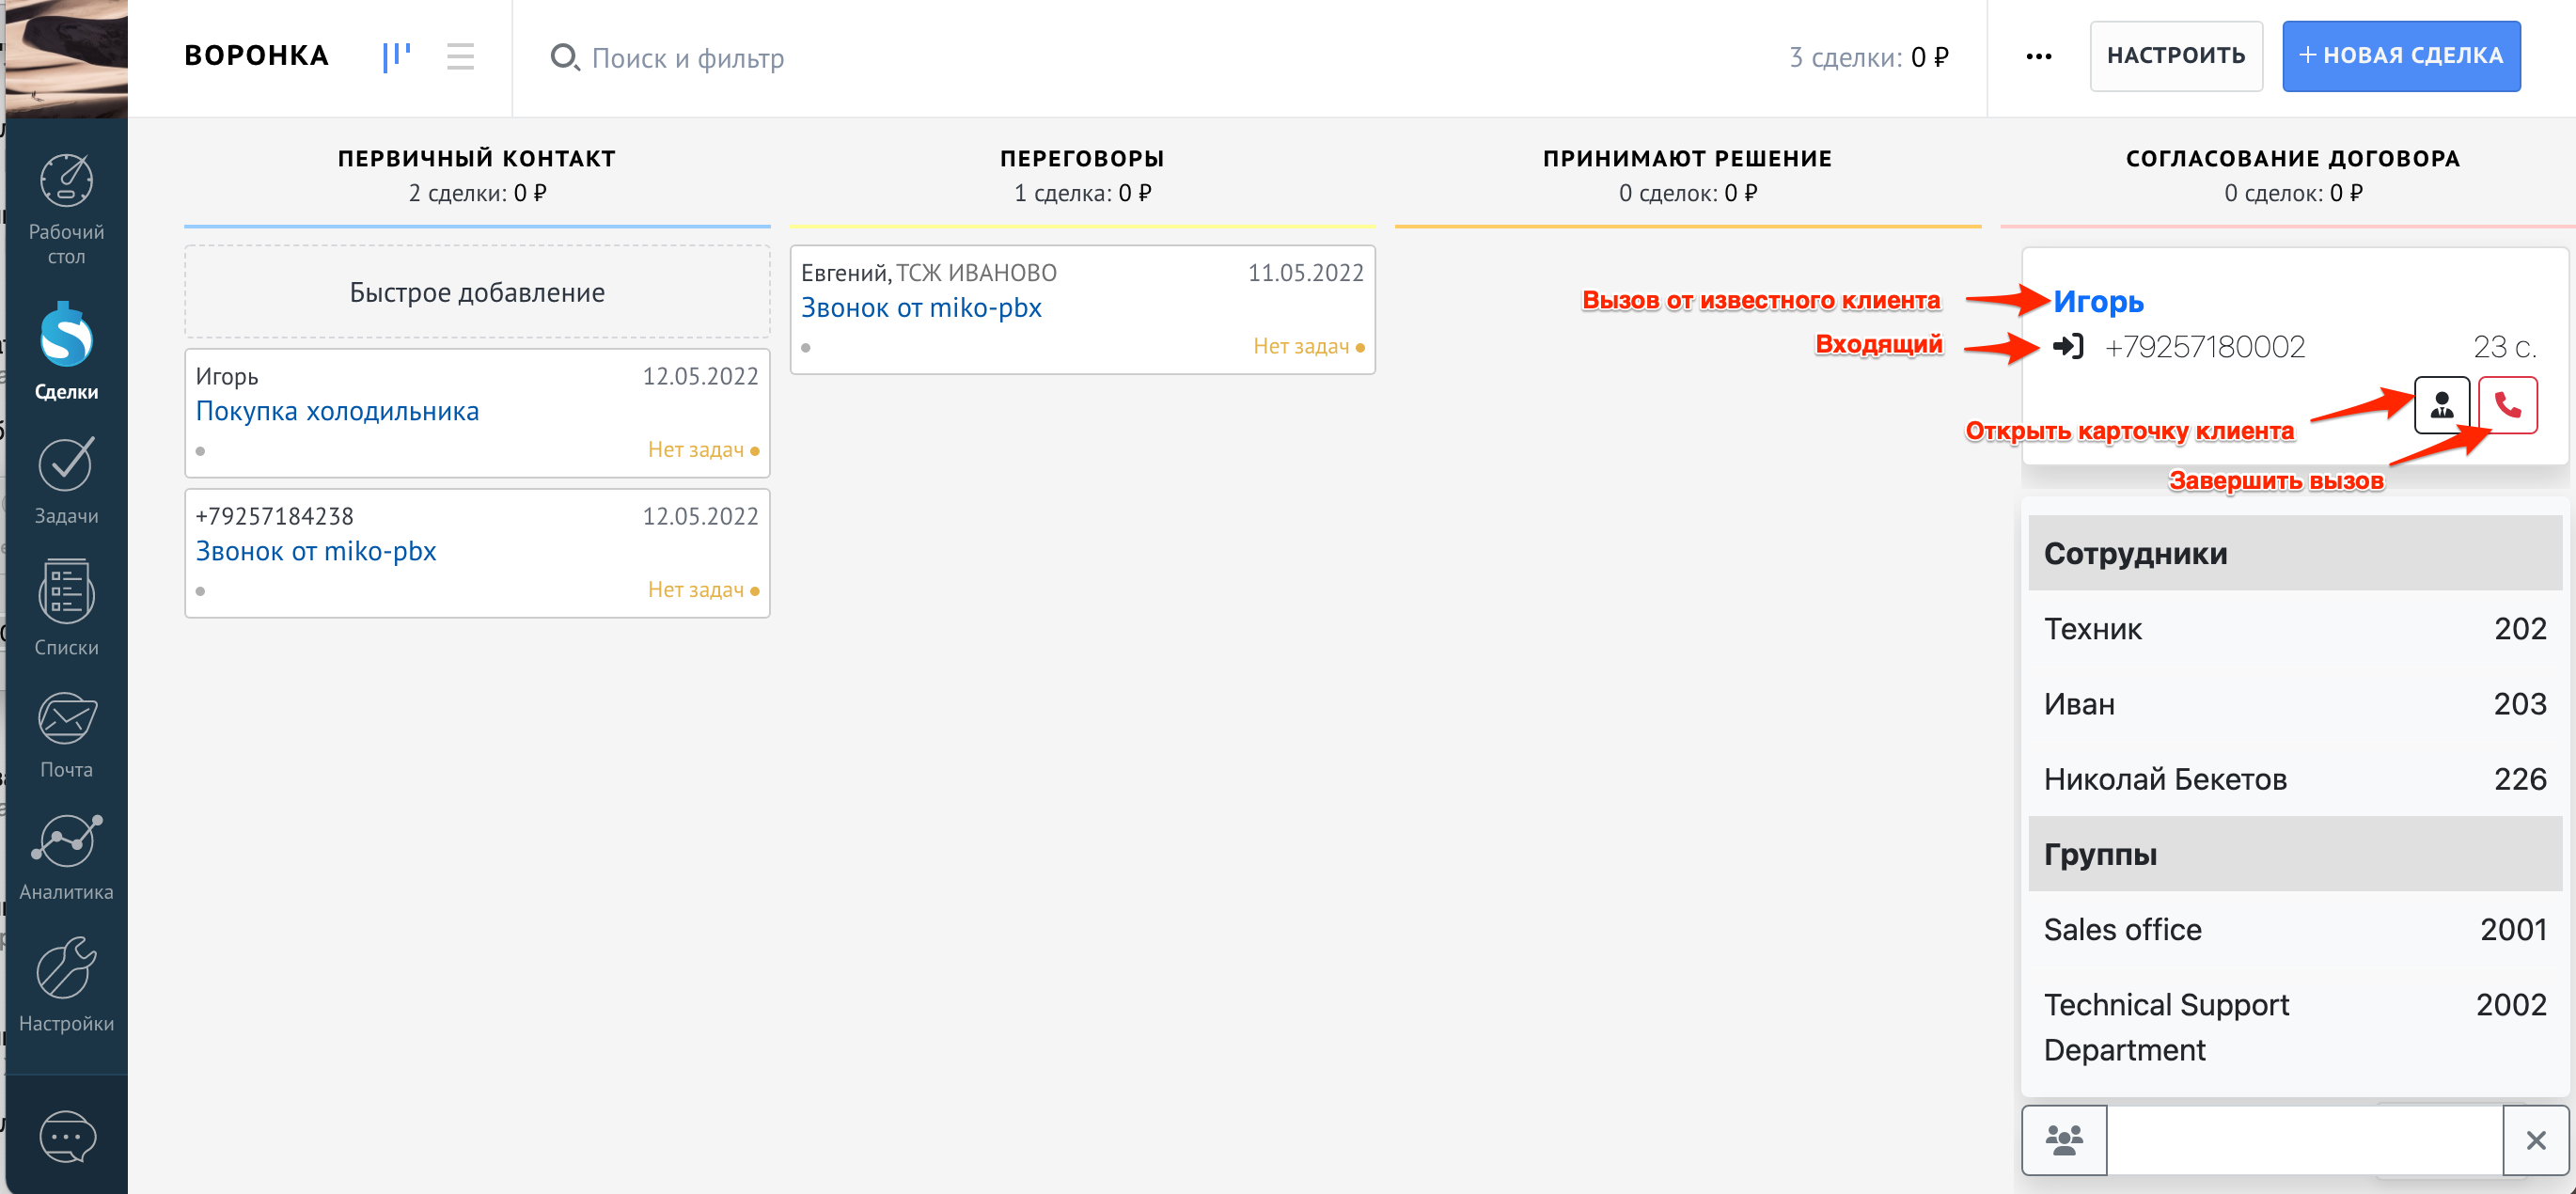 ВОРОНКА
Поиск и фильтр
3 сделки: 0 ₽
•••
НАСТРОИТЬ
+ НОВАЯ СДЕЛКА
Рабочий
стол
Сделки
Задачи
Списки
Почта
Аналитика
Настройки
ПЕРВИЧНЫЙ КОНТАКТ
2 сделки: 0 ₽
Быстрое добавление
Игорь 12.05.2022
Покупка холодильника
Нет задач
+79257184238 12.05.2022
Звонок от miko-pbx
Нет задач
ПЕРЕГОВОРЫ
1 сделка: 0 ₽
Евгений, ТСЖ ИВАНОВО 11.05.2022
Звонок от miko-pbx
Нет задач
ПРИНИМАЮТ РЕШЕНИЕ
0 сделок: 0 ₽
СОГЛАСОВАНИЕ ДОГОВОРА
0 сделок: 0 ₽
Вызов от известного клиента
Игорь
Входящий
+79257180002 23 с.
Открыть карточку клиента
Завершить вызов
Сотрудники
Техник 202
Иван 203
Николай Бекетов 226
Группы
Sales office 2001
Technical Support 2002
Department